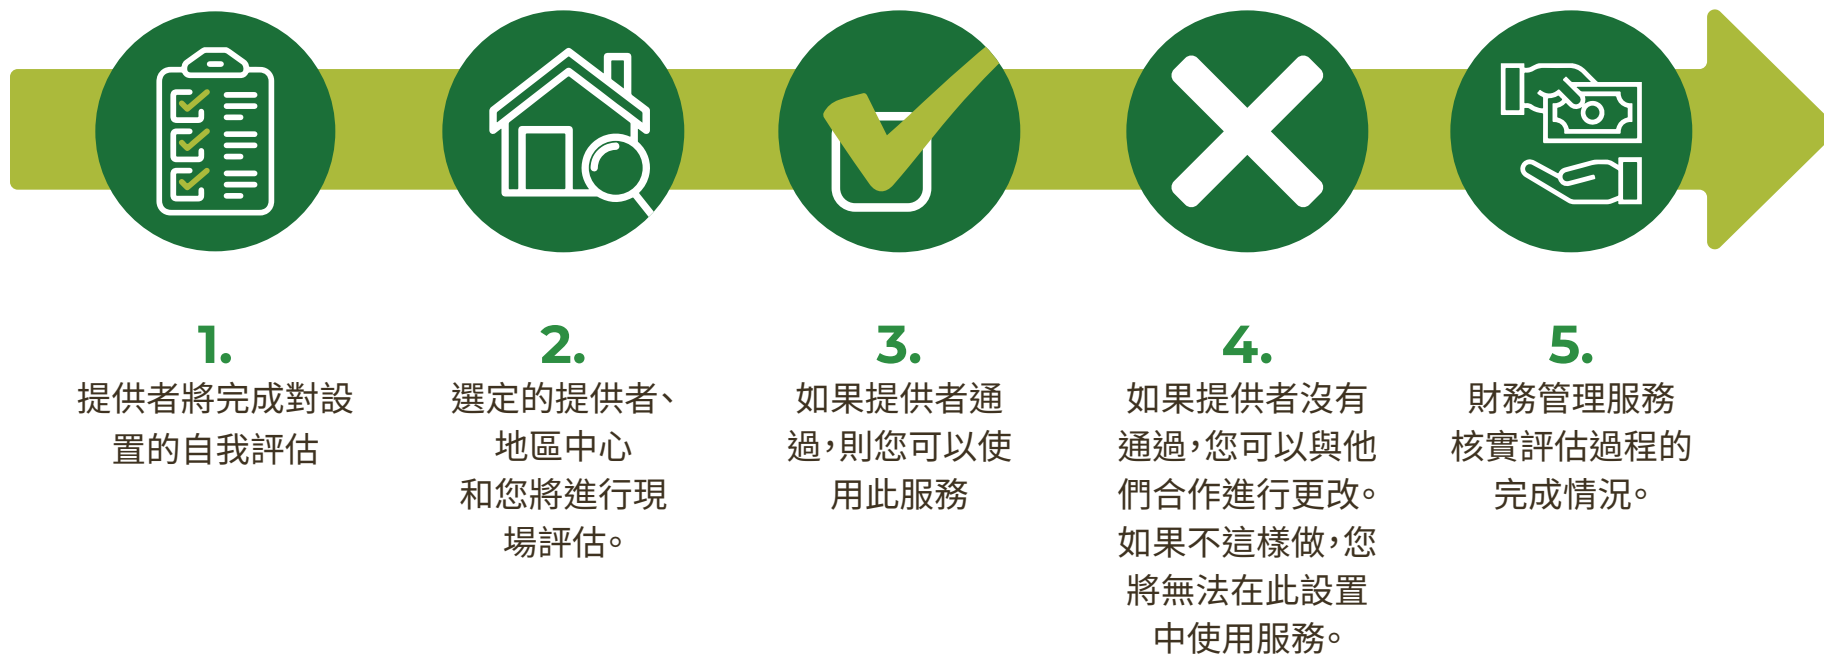 1.
提供者將完成對設
置的自我評估
2.
選定的提供者、
地區中心
和您將進行現
場評估。
3.
如果提供者通
過，則您可以使
用此服務
4.
如果提供者沒有
通過，您可以與他
們合作進行更改。
如果不這樣做，您
將無法在此設置
中使用服務。
5.
財務管理服務
核實評估過程的
完成情況。